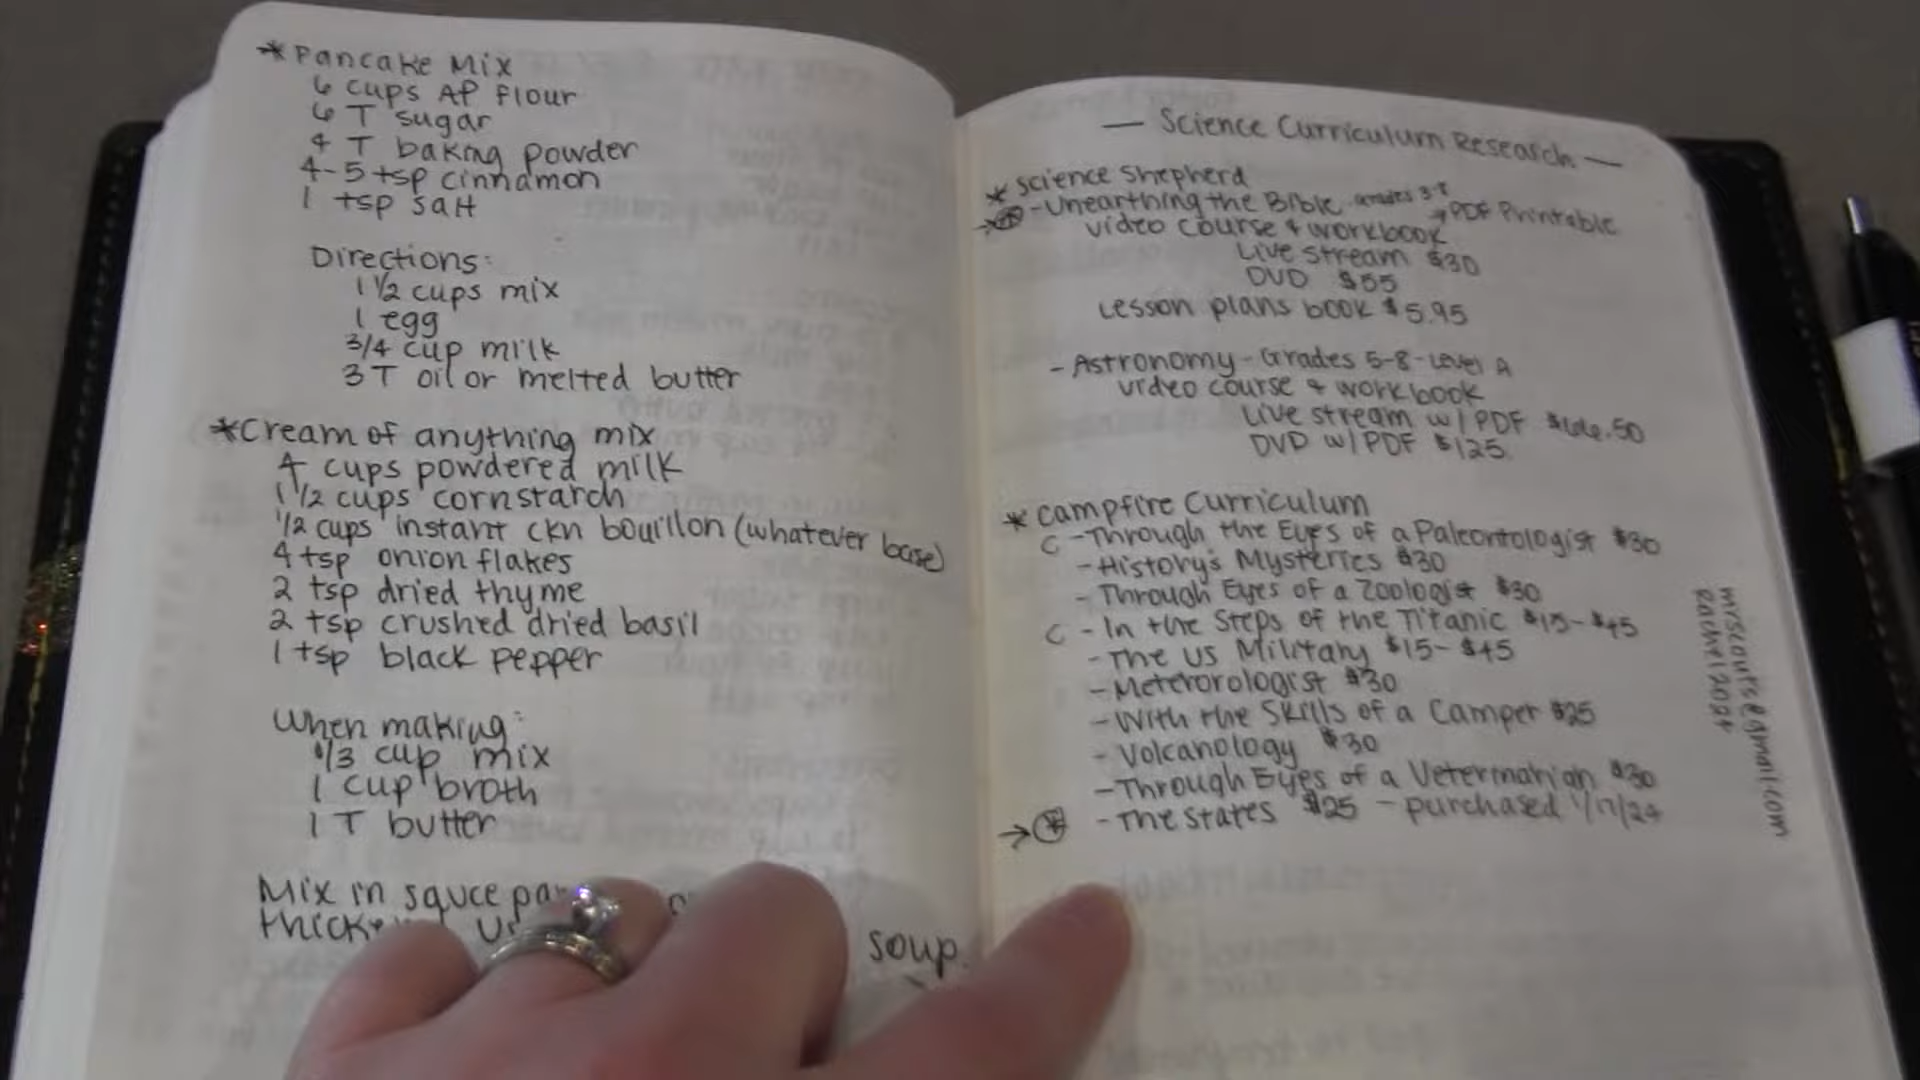 *Pancake Mix
6 cups AP flour
6 T sugar
4 T baking powder
4-5 tsp cinnamon
1 tsp salt
Directions:
1 1/2 cups mix
1 egg
3/4 cup milk
3 T oil or melted butter
*Cream of anything mix
4 cups powdered milk
1 1/2 cups cornstarch
1/2 cups instant ckn bouillon (whatever base)
4 tsp onion flakes
2 tsp dried thyme
2 tsp crushed dried basil
1 tsp black pepper
When making:
1/3 cup mix
1 cup broth
1 T butter
Mix in sauce
soup.
— Science Curriculum Research —
* Science Shepherd
→ * - Unearthing the Bible grades 3-8 → PDF Printable
video course + workbook
Live stream $30
DVD $55
Lesson plans book $5.95
- Astronomy - Grades 5-8 - Level A
video course + workbook
Live stream w/ PDF $66.50
DVD w/ PDF $125
* Campfire Curriculum
C - Through the Eyes of a Paleontologist $30
- History's Mysteries $30
- Through Eyes of a Zoologist $30
C - In the Steps of the Titanic $15-$45
- The US Military $15-$45
- Meterorologist $30
- With the Skills of a Camper $25
- Volcanology $30
- Through Eyes of a Veternarian $30
→ * - The States $25 - purchased 1/17/24